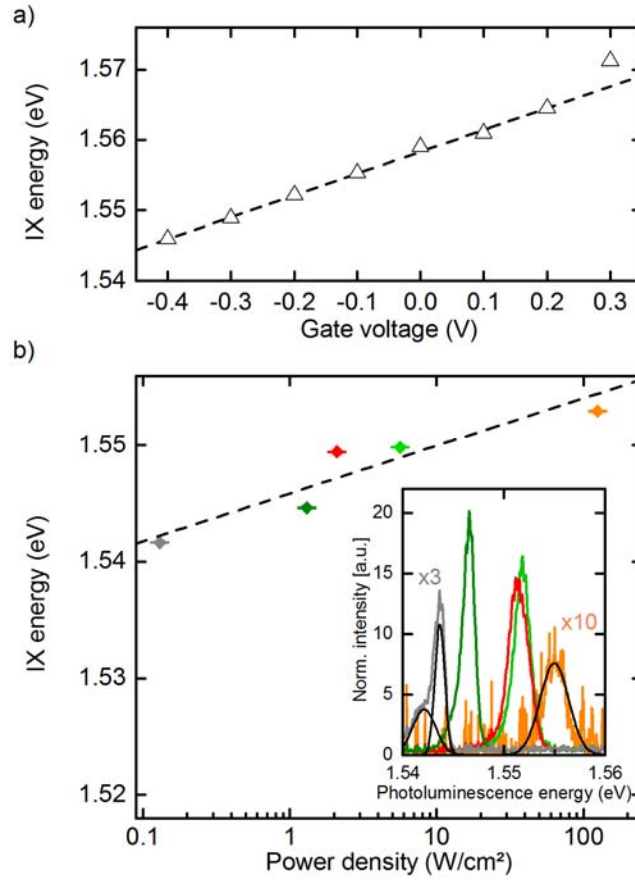 a)
1.57
1.56
1.55
1.54
IX energy (eV)
-0.4 -0.3 -0.2 -0.1 0.0 0.1 0.2 0.3
Gate voltage (V)
b)
1.55
1.54
1.53
1.52
IX energy (eV)
20
15
10
5
0
Norm. intensity [a.u.]
x3
x10
1.54 1.55 1.56
Photoluminescence energy (eV)
0.1 1 10 100
Power density (W/cm²)